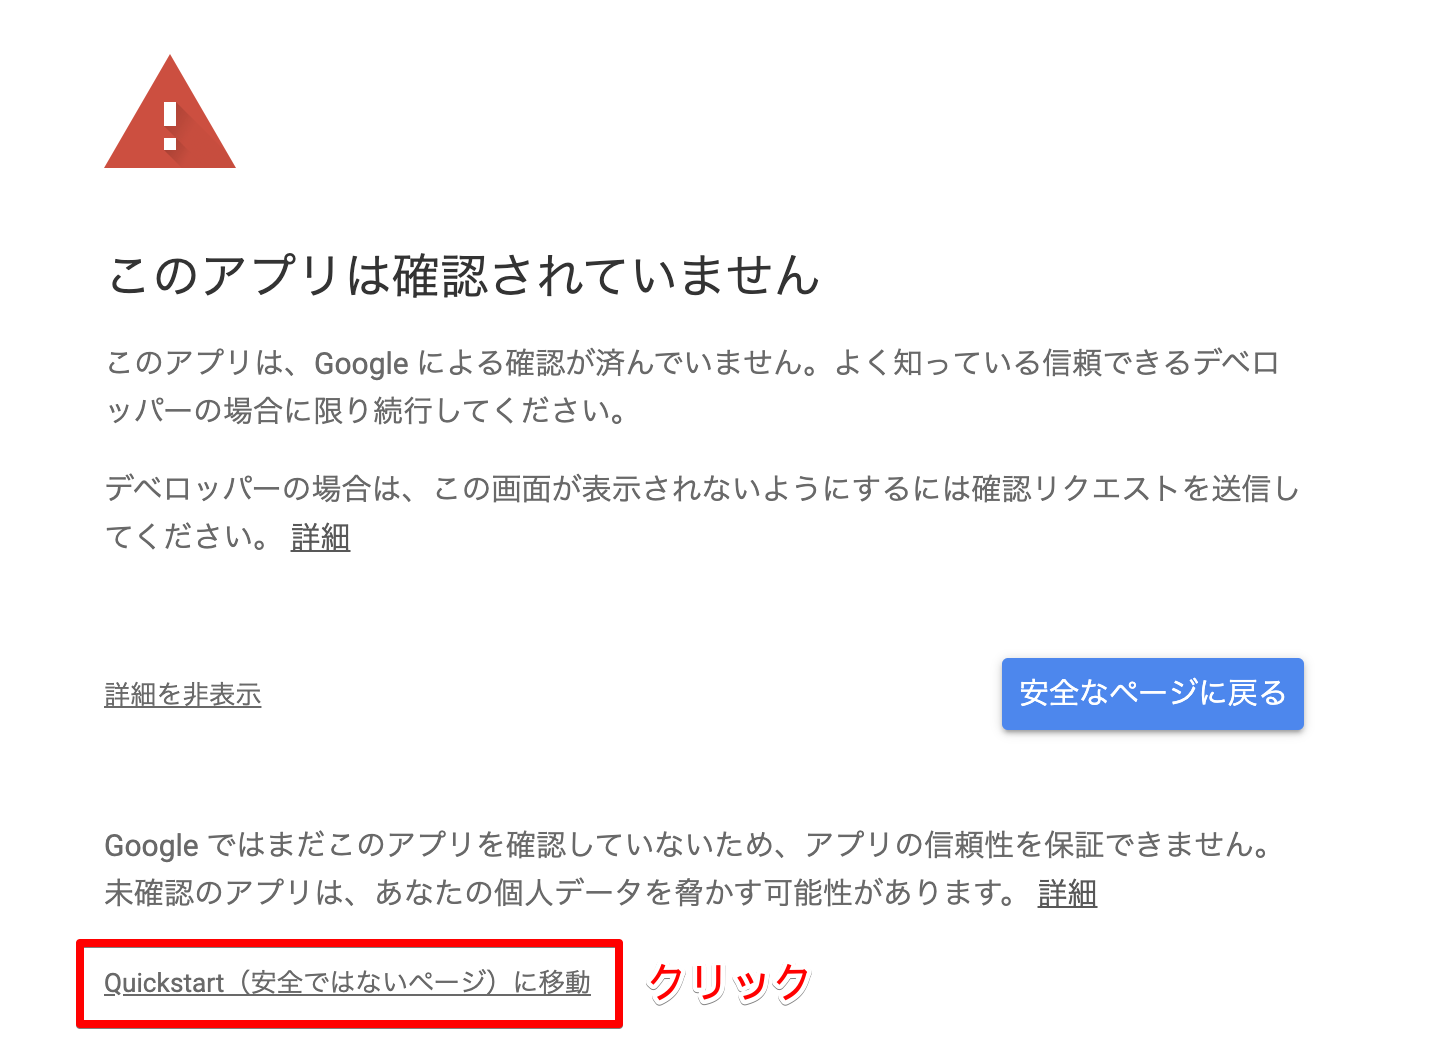 このアプリは確認されていません
このアプリは、Google による確認が済んでいません。よく知っている信頼できるデベロ
ッパーの場合に限り続行してください。
デベロッパーの場合は、この画面が表示されないようにするには確認リクエストを送信し
てください。 詳細
詳細を非表示
安全なページに戻る
Google ではまだこのアプリを確認していないため、アプリの信頼性を保証できません。
未確認のアプリは、あなたの個人データを脅かす可能性があります。 詳細
Quickstart（安全ではないページ）に移動
クリック